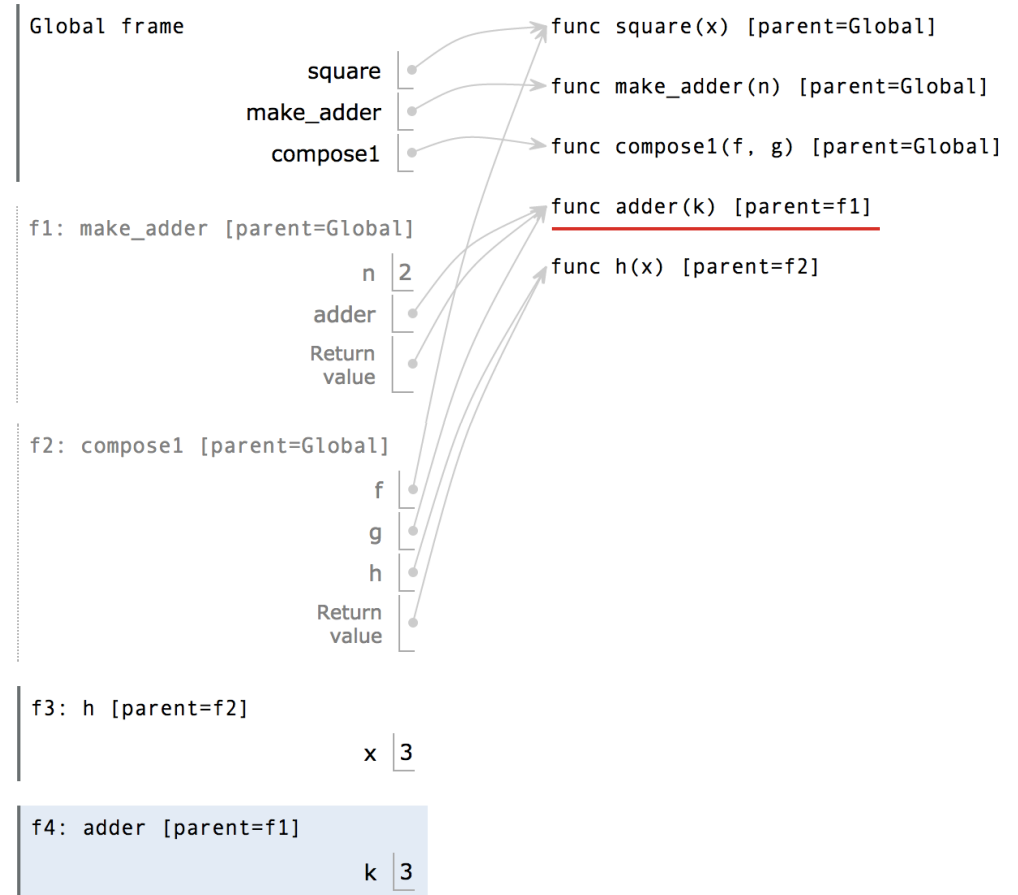 Global frame
func square(x) [parent=Global]
square
func make_adder(n) [parent=Global]
make_adder
func compose1(f, g) [parent=Global]
compose1
func adder(k) [parent=f1]
f1: make_adder [parent=Global]
func h(x) [parent=f2]
n 2
adder
Return
value
f2: compose1 [parent=Global]
f
g
h
Return
value
f3: h [parent=f2]
x 3
f4: adder [parent=f1]
k 3